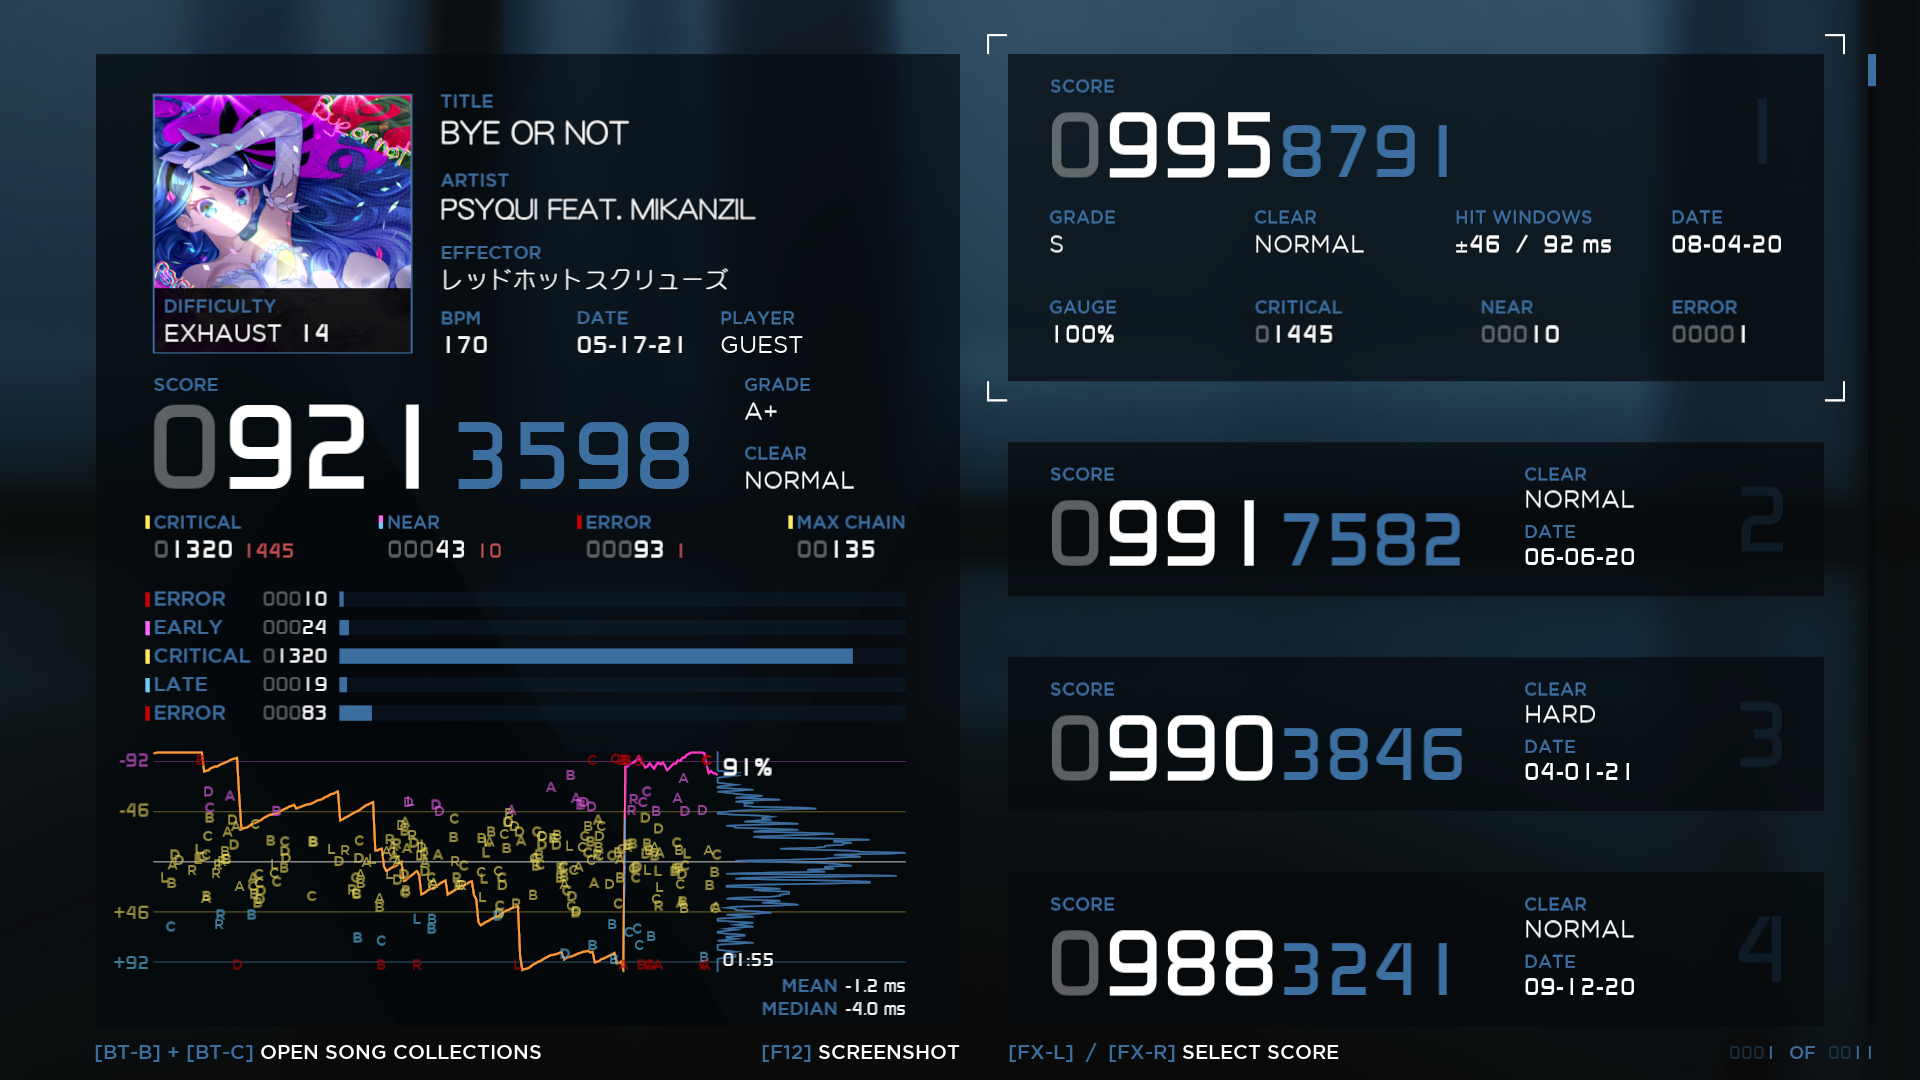 TITLE
BYE OR NOT
ARTIST
PSYQUI FEAT. MIKANZIL
EFFECTOR
レッドホットスクリューズ
DIFFICULTY
EXHAUST 14
BPM DATE PLAYER
170 05-17-21 GUEST
SCORE
09213598
GRADE
A+
CLEAR
NORMAL
CRITICAL NEAR ERROR MAX CHAIN
01320 1445 00043 10 00093 1 00135
ERROR 00010
EARLY 00024
CRITICAL 01320
LATE 00019
ERROR 00083
-92
-46
+46
+92
91%
01:55
MEAN -1.2 ms
MEDIAN -4.0 ms
[BT-B] + [BT-C] OPEN SONG COLLECTIONS
[F12] SCREENSHOT
SCORE
09958791
1
GRADE CLEAR HIT WINDOWS DATE
S NORMAL ±46 / 92 ms 08-04-20
GAUGE CRITICAL NEAR ERROR
100% 01445 00010 00001
SCORE
09917582
CLEAR
NORMAL
DATE
06-06-20
2
SCORE
09903846
CLEAR
HARD
DATE
04-01-21
3
SCORE
09883241
CLEAR
NORMAL
DATE
09-12-20
4
[FX-L] / [FX-R] SELECT SCORE
0001 OF 0011